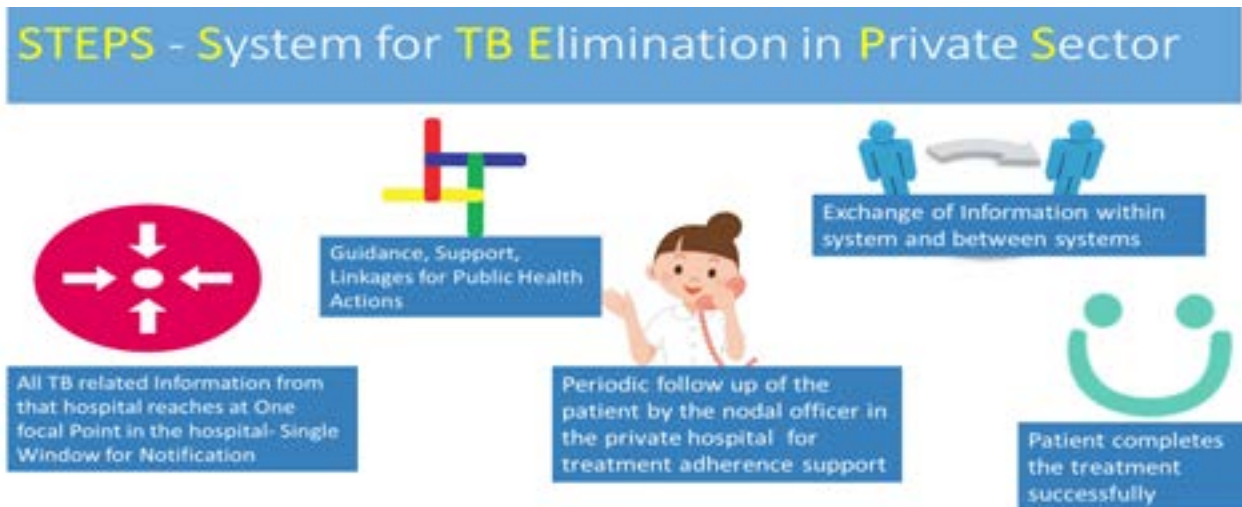 STEPS - System for TB Elimination in Private Sector
All TB related Information from
that hospital reaches at One
focal Point in the hospital- Single
Window for Notification
Guidance, Support,
Linkages for Public Health
Actions
Periodic follow up of the
patient by the nodal officer in
the private hospital for
treatment adherence support
Exchange of Information within
system and between systems
Patient completes
the treatment
successfully